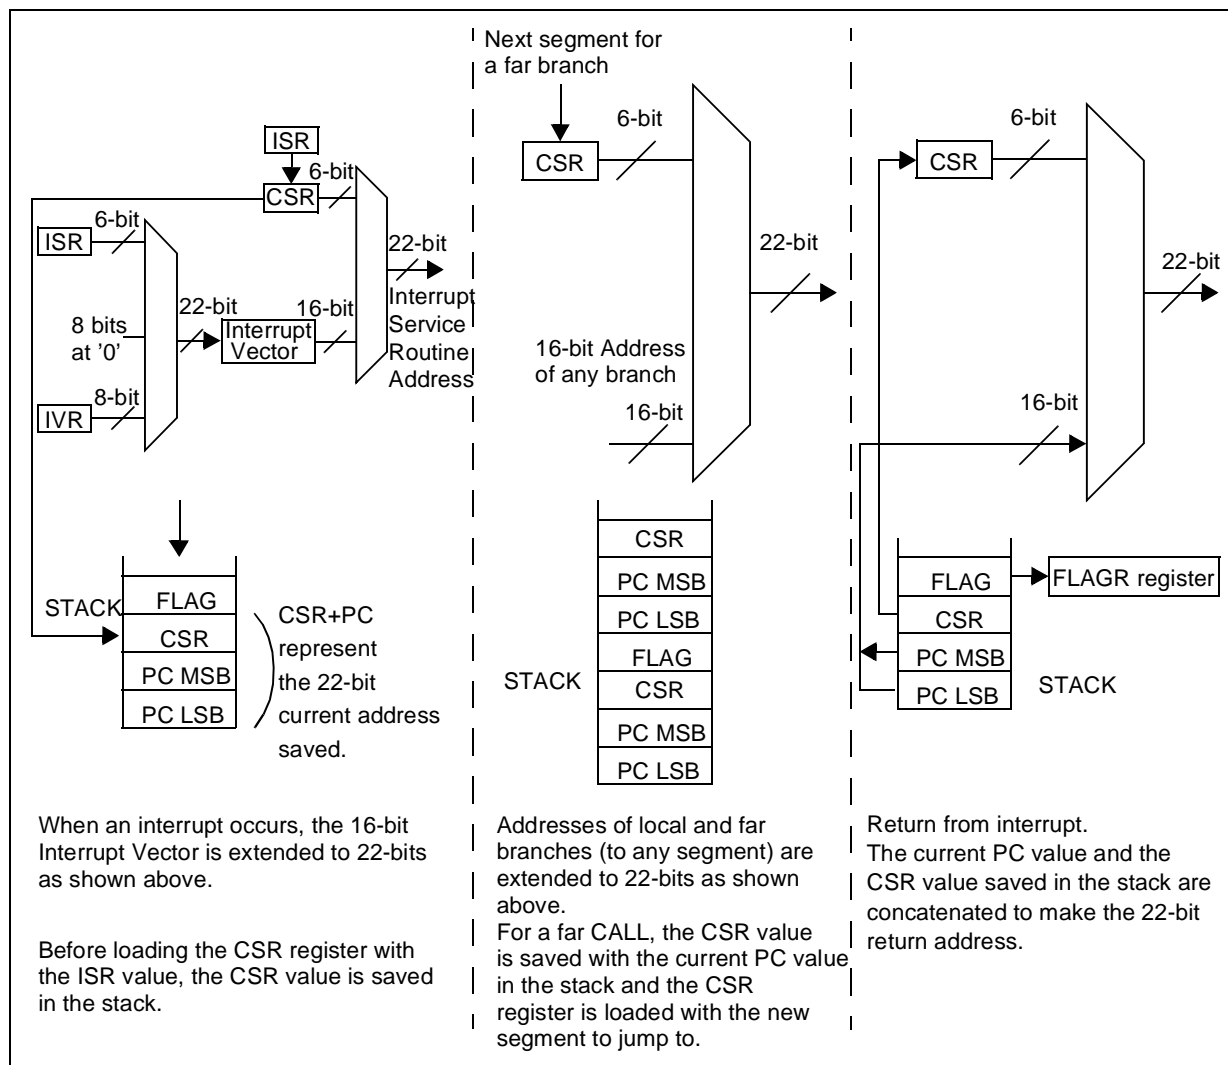 ISR
CSR
6-bit
ISR
6-bit
22-bit
8 bits
at '0'
22-bit
Interrupt
Vector
16-bit
Interrupt
Service
Routine
Address
IVR
8-bit
STACK
FLAG
CSR
PC MSB
PC LSB
CSR+PC
represent
the 22-bit
current address
saved.
When an interrupt occurs, the 16-bit
Interrupt Vector is extended to 22-bits
as shown above.
Before loading the CSR register with
the ISR value, the CSR value is saved
in the stack.
Next segment for
a far branch
6-bit
CSR
22-bit
16-bit Address
of any branch
16-bit
CSR
PC MSB
PC LSB
FLAG
STACK
CSR
PC MSB
PC LSB
Addresses of local and far
branches (to any segment) are
extended to 22-bits as shown
above.
For a far CALL, the CSR value
is saved with the current PC value
in the stack and the CSR
register is loaded with the new
segment to jump to.
6-bit
CSR
22-bit
16-bit
FLAG
FLAGR register
CSR
PC MSB
PC LSB
STACK
Return from interrupt.
The current PC value and the
CSR value saved in the stack are
concatenated to make the 22-bit
return address.